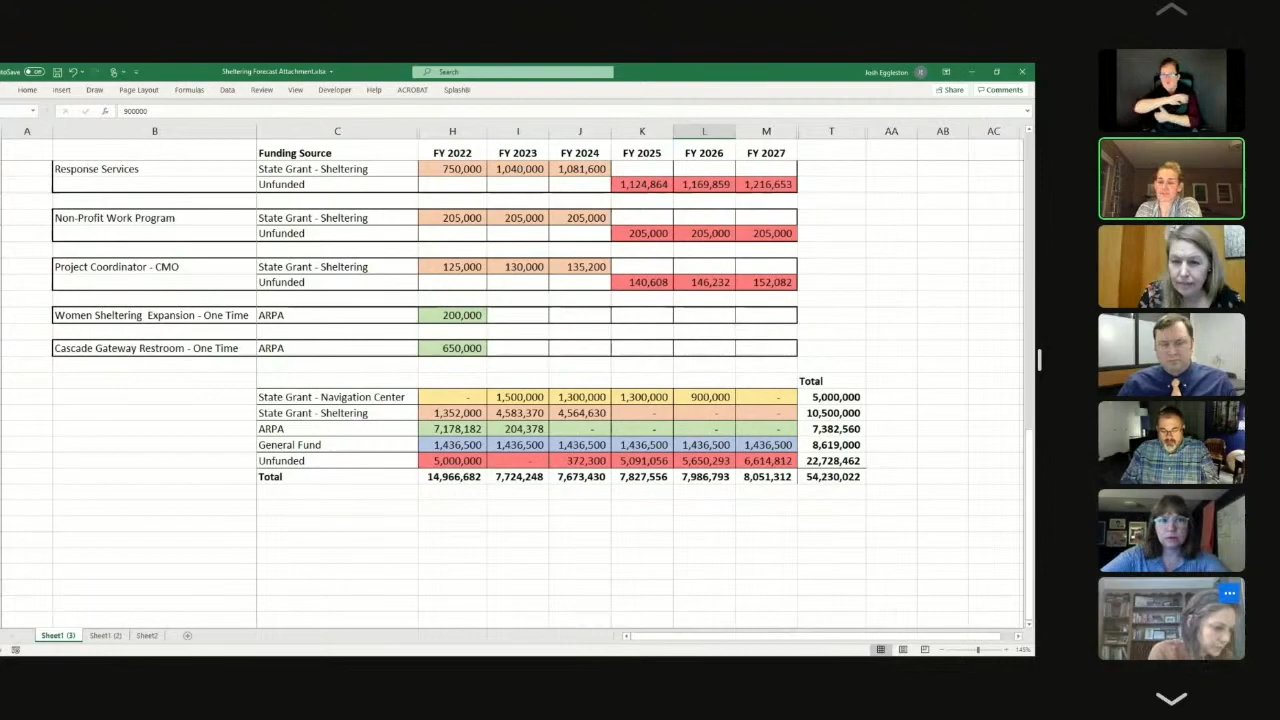 AutoSave Off Sheltering Forecast Attachment.xlsx Search Josh Eggleston
Home Insert Draw Page Layout Formulas Data Review View Developer Help ACROBAT SplashBI Share Comments
fx 900000
A B C H I J K L M T AA AB AC
Funding Source FY 2022 FY 2023 FY 2024 FY 2025 FY 2026 FY 2027
Response Services State Grant - Sheltering 750,000 1,040,000 1,081,600
Unfunded 1,124,864 1,169,859 1,216,653
Non-Profit Work Program State Grant - Sheltering 205,000 205,000 205,000
Unfunded 205,000 205,000 205,000
Project Coordinator - CMO State Grant - Sheltering 125,000 130,000 135,200
Unfunded 140,608 146,232 152,082
Women Sheltering Expansion - One Time ARPA 200,000
Cascade Gateway Restroom - One Time ARPA 650,000
Total
State Grant - Navigation Center - 1,500,000 1,300,000 1,300,000 900,000 - 5,000,000
State Grant - Sheltering 1,352,000 4,583,370 4,564,630 - - - 10,500,000
ARPA 7,178,182 204,378 - - - - 7,382,560
General Fund 1,436,500 1,436,500 1,436,500 1,436,500 1,436,500 1,436,500 8,619,000
Unfunded 5,000,000 - 372,300 5,091,056 5,650,293 6,614,812 22,728,462
Total 14,966,682 7,724,248 7,673,430 7,827,556 7,986,793 8,051,312 54,230,022
Sheet1 (3) Sheet1 (2) Sheet2
145%